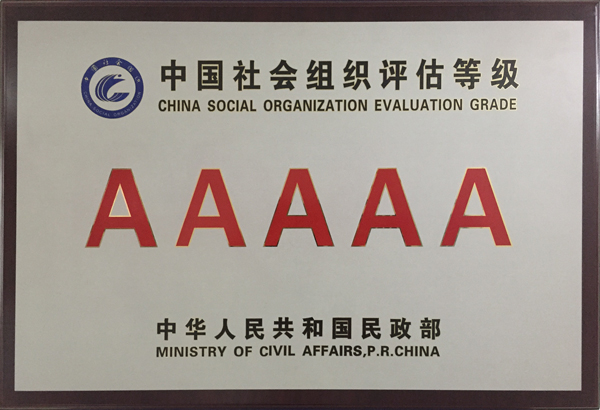 中国社会组织评估等级
CHINA SOCIAL ORGANIZATION EVALUATION GRADE
AAAAA
中华人民共和国民政部
MINISTRY OF CIVIL AFFAIRS,P.R.CHINA